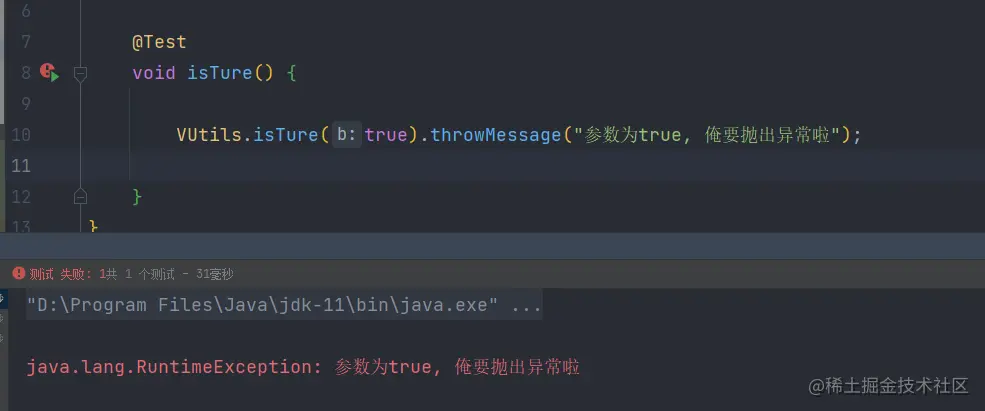 6
7 @Test
8 void isTure() {
9
10 VUtils.isTure( b: true).throwMessage("参数为true, 俺要抛出异常啦");
11
12 }
13 }
测试 失败: 1共 1 个测试 – 31毫秒
"D:\Program Files\Java\jdk-11\bin\java.exe" ...
java.lang.RuntimeException: 参数为true, 俺要抛出异常啦
@稀土掘金技术社区